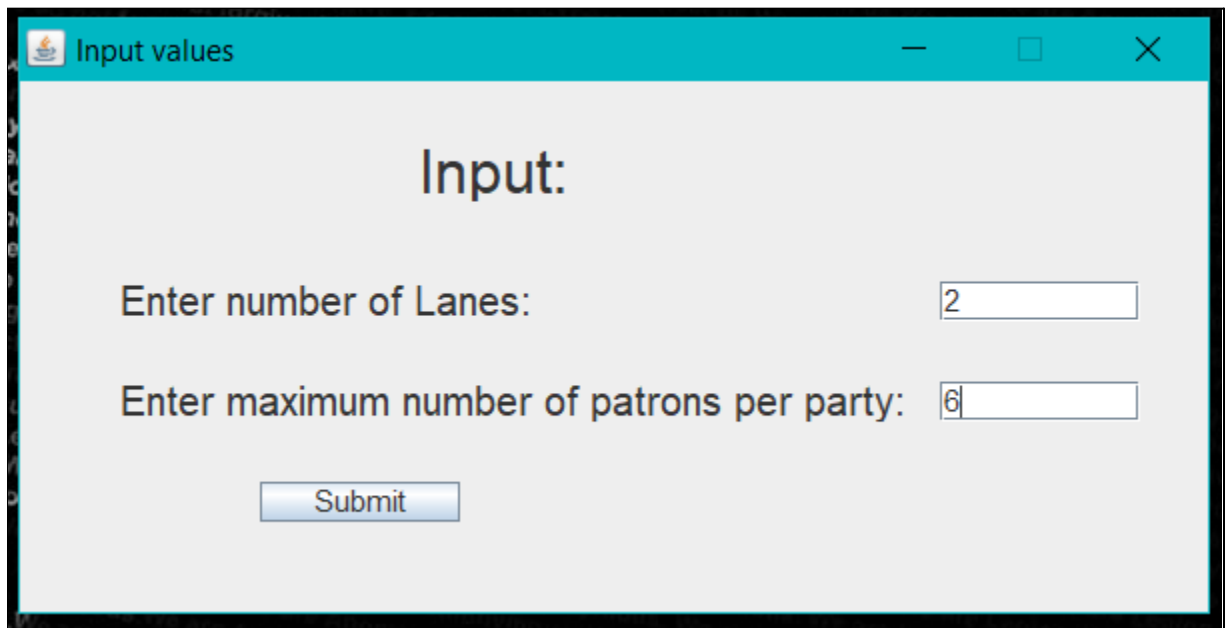 Input values
Input:
Enter number of Lanes: 2
Enter maximum number of patrons per party: 6
Submit